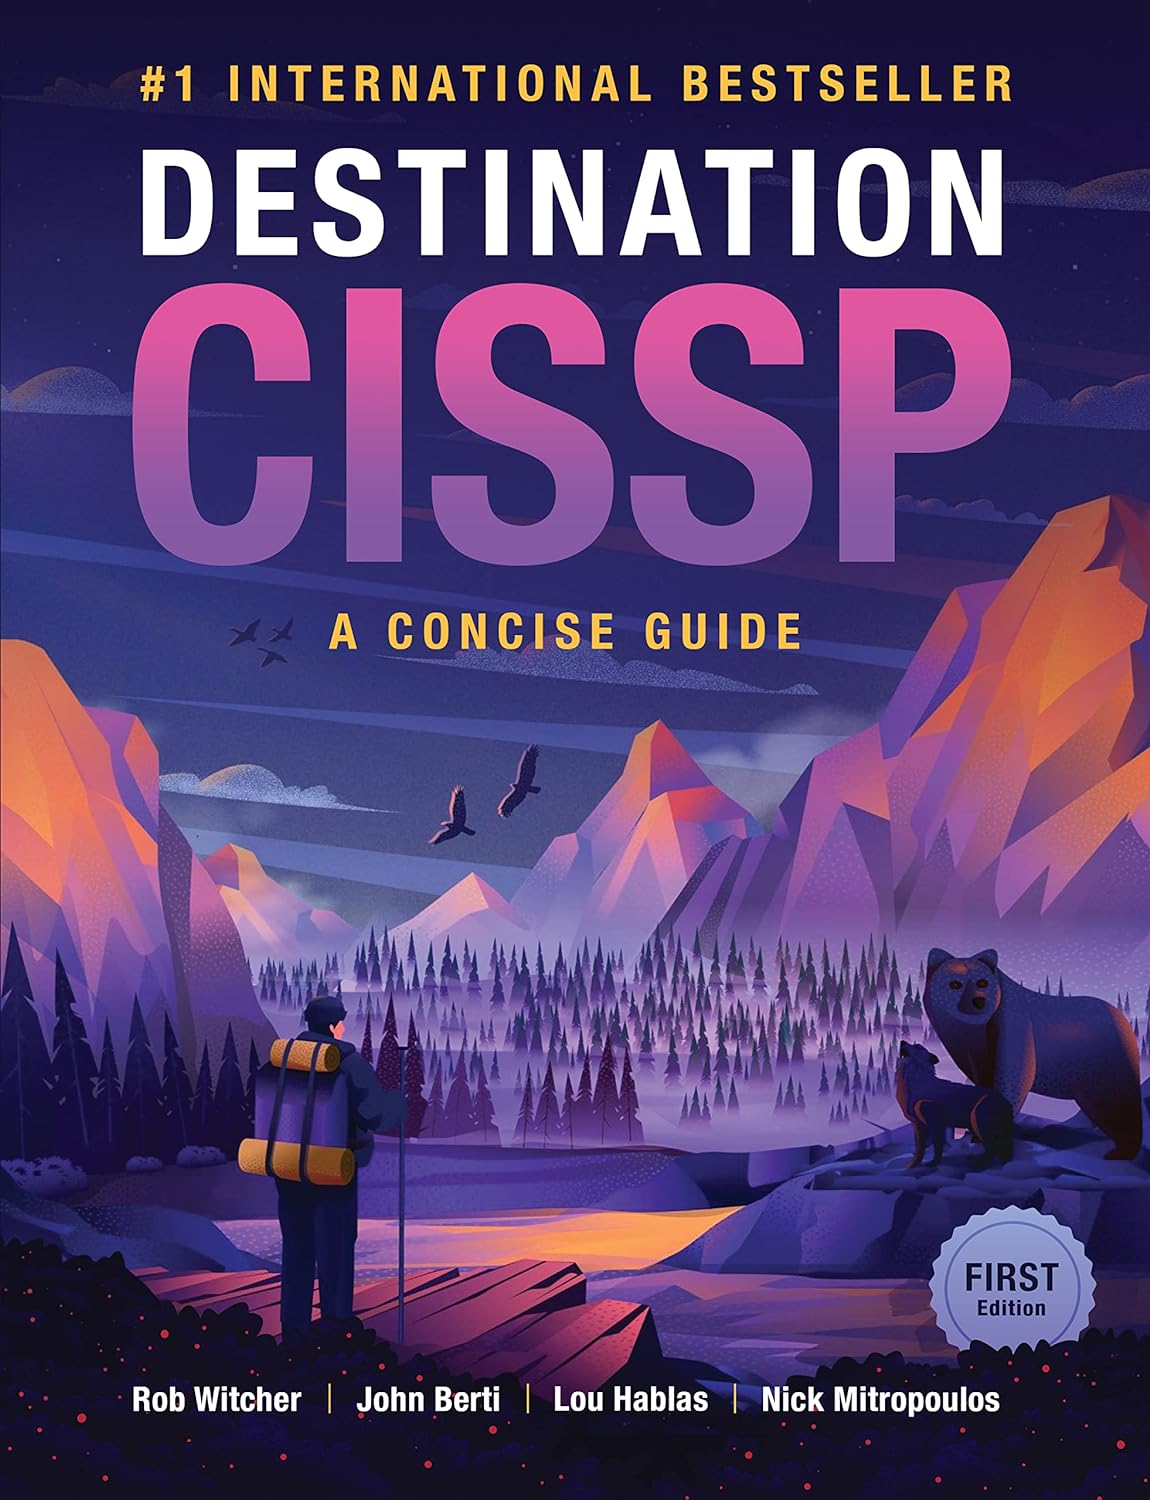 #1 INTERNATIONAL BESTSELLER
DESTINATION
CISSP
A CONCISE GUIDE
FIRST
Edition
Rob Witcher | John Berti | Lou Hablas | Nick Mitropoulos